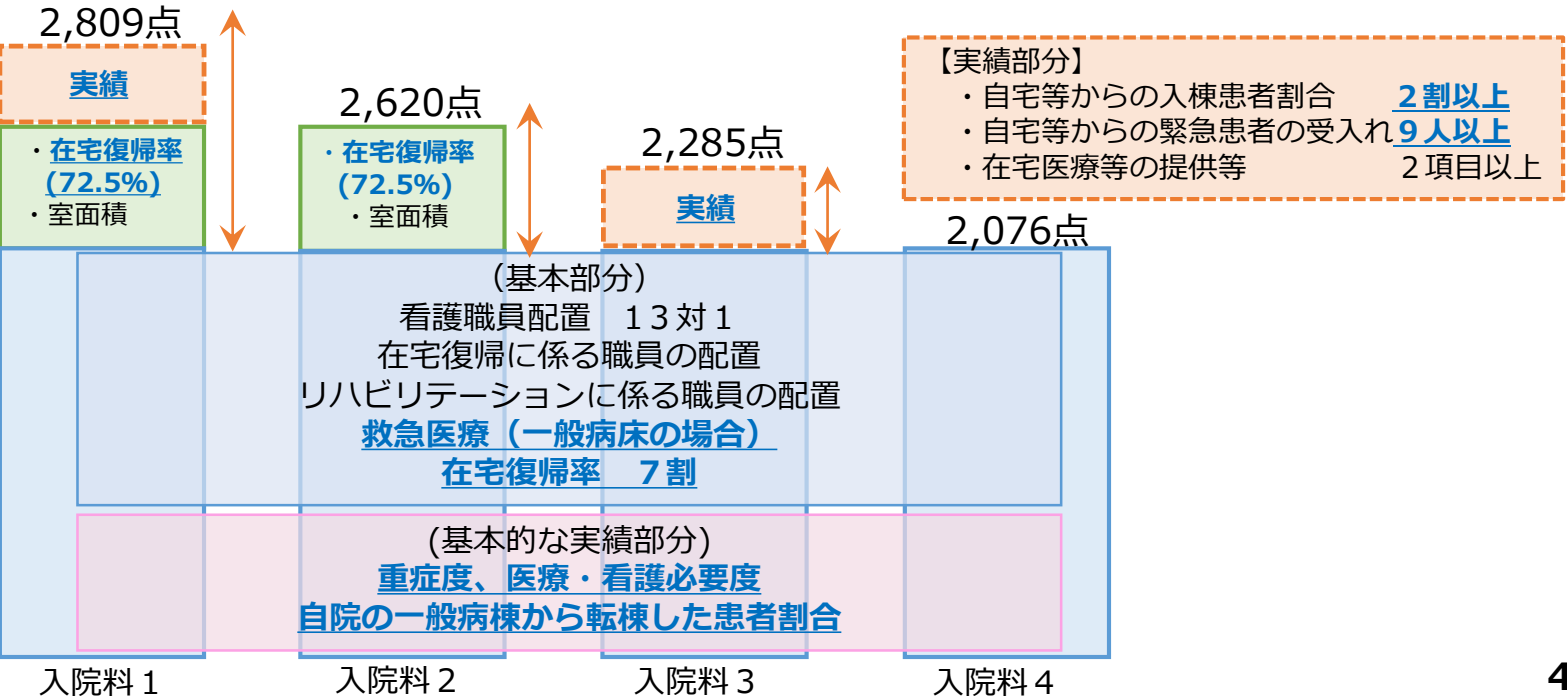 2,809点
実績
・在宅復帰率
(72.5%)
・室面積
2,620点
・在宅復帰率
(72.5%)
・室面積
2,285点
実績
2,076点
【実績部分】
・自宅等からの入棟患者割合　２割以上
・自宅等からの緊急患者の受入れ ９人以上
・在宅医療等の提供等　２項目以上
（基本部分）
看護職員配置　１３対１
在宅復帰に係る職員の配置
リハビリテーションに係る職員の配置
救急医療（一般病床の場合）
在宅復帰率　７割
(基本的な実績部分)
重症度、医療・看護必要度
自院の一般病棟から転棟した患者割合
入院料１
入院料２
入院料３
入院料４
4